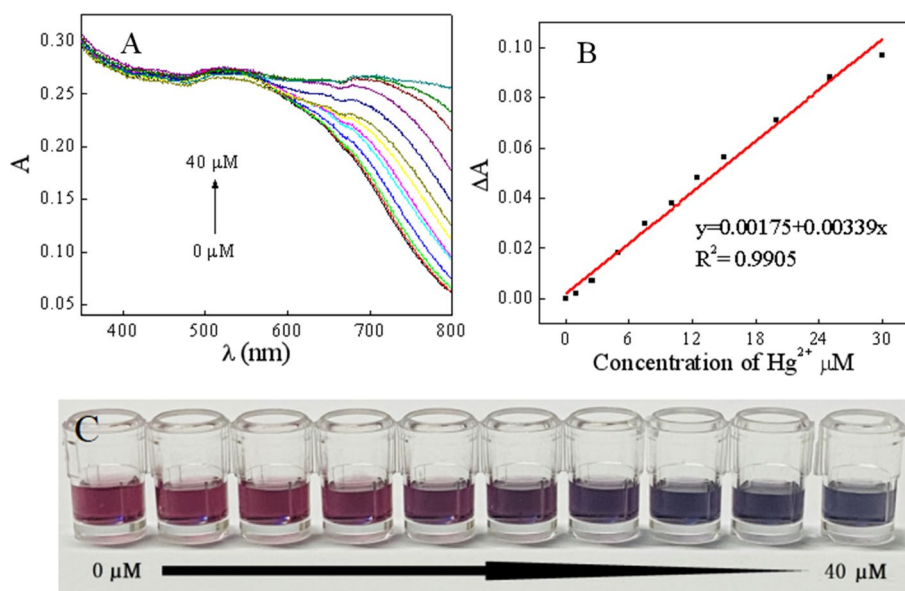 A
0.30
0.25
0.20
0.15
0.10
0.05
A
40 μM
0 μM
400 500 600 700 800
λ (nm)
B
0.10
0.08
0.06
0.04
0.02
0.00
ΔA
y=0.00175+0.00339x
R²= 0.9905
0 6 12 18 24 30
Concentration of Hg²⁺ μM
C
0 μM
40 μM